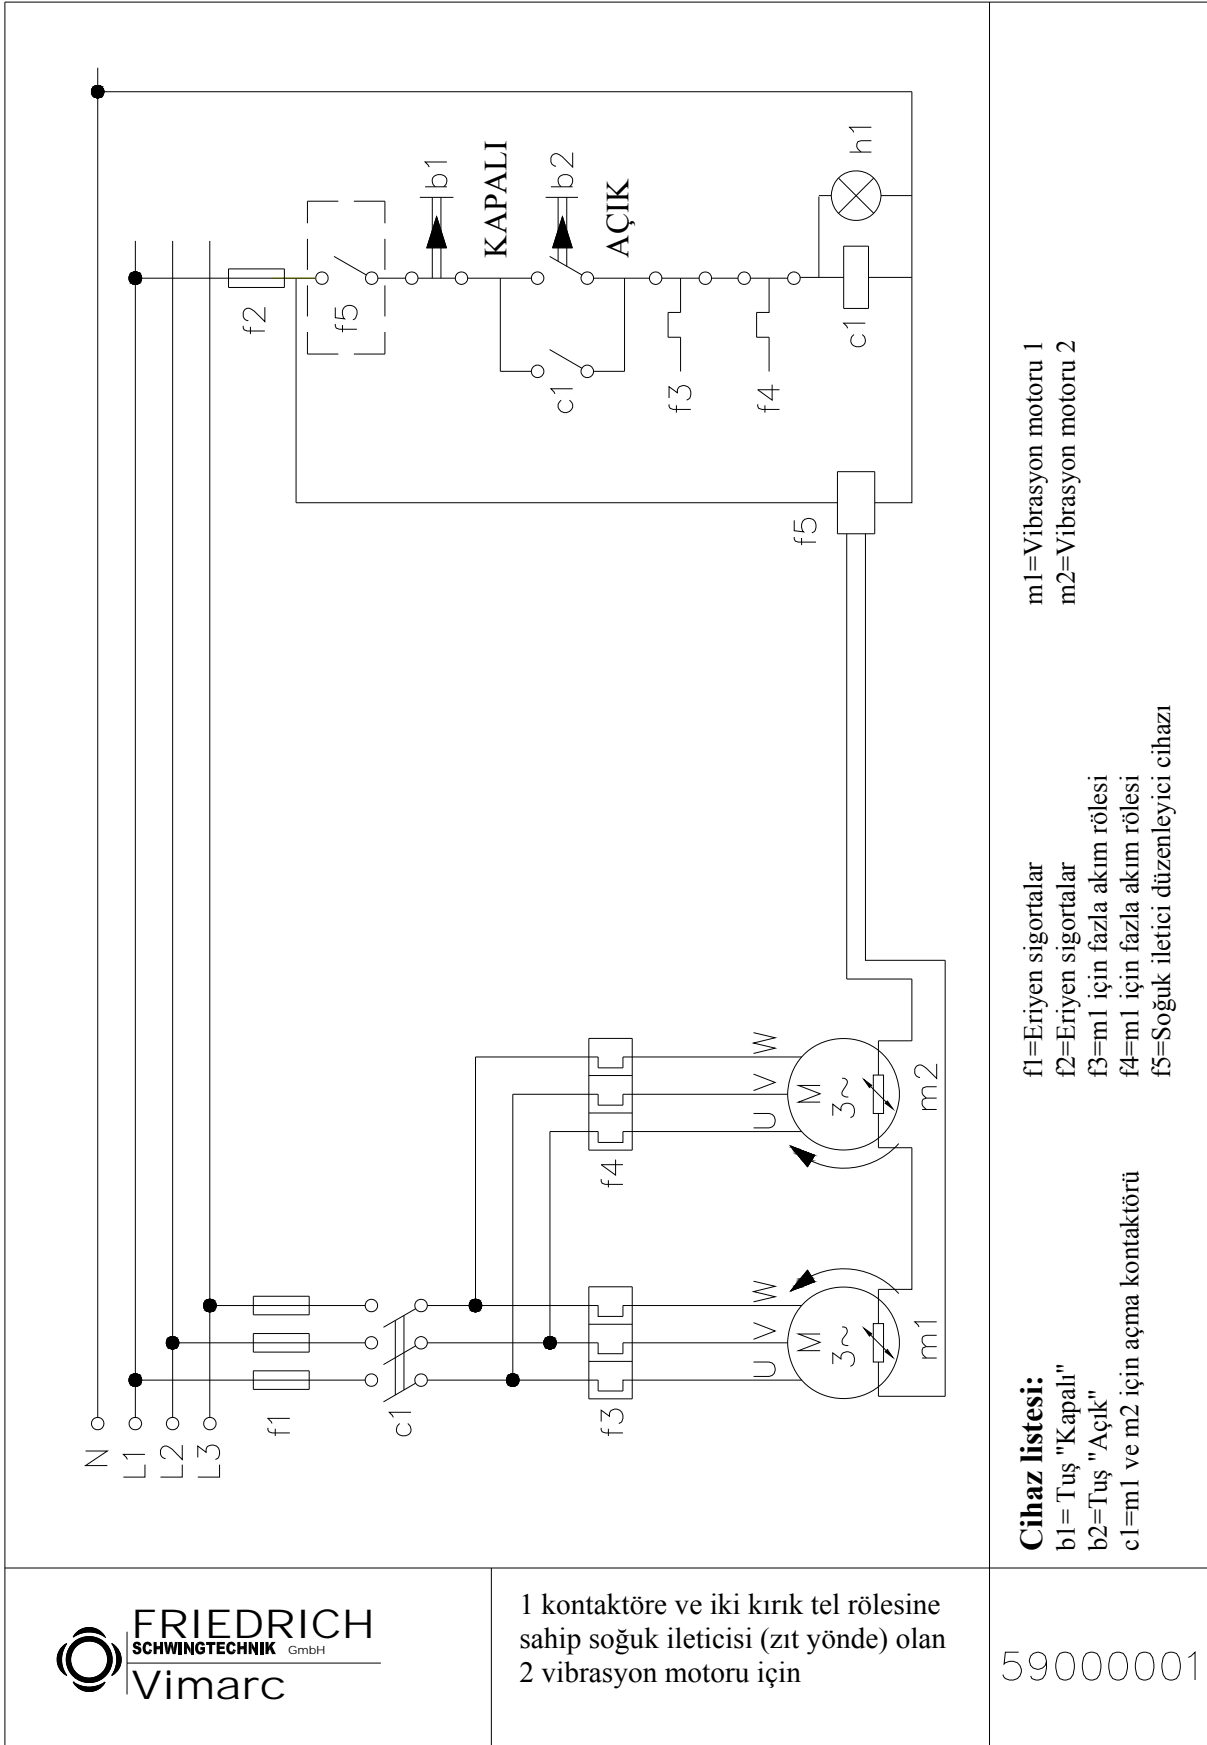 N
L1
L2
L3
f1
c1
f3
f4
U
V
W
U
V
W
M
3~
m1
M
3~
m2
f2
f5
b1
KAPALI
c1
b2
AÇIK
f3
f4
c1
h1
f5
Cihaz listesi:
b1= Tuş "Kapalı"
b2=Tuş "Açık"
c1=m1 ve m2 için açma kontaktörü
f1=Eriyen sigortalar
f2=Eriyen sigortalar
f3=m1 için fazla akım rölesi
f4=m1 için fazla akım rölesi
f5=Soğuk iletici düzenleyici cihazı
m1=Vibrasyon motoru 1
m2=Vibrasyon motoru 2
FRIEDRICH
SCHWINGTECHNIK GmbH
Vimarc
1 kontaktöre ve iki kırık tel rölesine
sahip soğuk ileticisi (zıt yönde) olan
2 vibrasyon motoru için
59000001